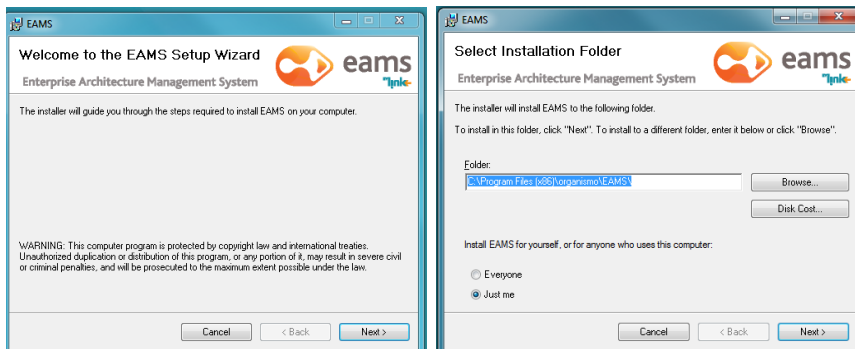 EAMS
Welcome to the EAMS Setup Wizard
Enterprise Architecture Management System
eams
link
The installer will guide you through the steps required to install EAMS on your computer.
WARNING: This computer program is protected by copyright law and international treaties.
Unauthorized duplication or distribution of this program, or any portion of it, may result in severe civil
or criminal penalties, and will be prosecuted to the maximum extent possible under the law.
Cancel
< Back
Next >
EAMS
Select Installation Folder
Enterprise Architecture Management System
eams
link
The installer will install EAMS to the following folder.
To install in this folder, click "Next". To install to a different folder, enter it below or click "Browse".
Folder:
C:\Program Files (x86)\organismo\EAMS\
Browse...
Disk Cost...
Install EAMS for yourself, or for anyone who uses this computer:
Everyone
Just me
Cancel
< Back
Next >